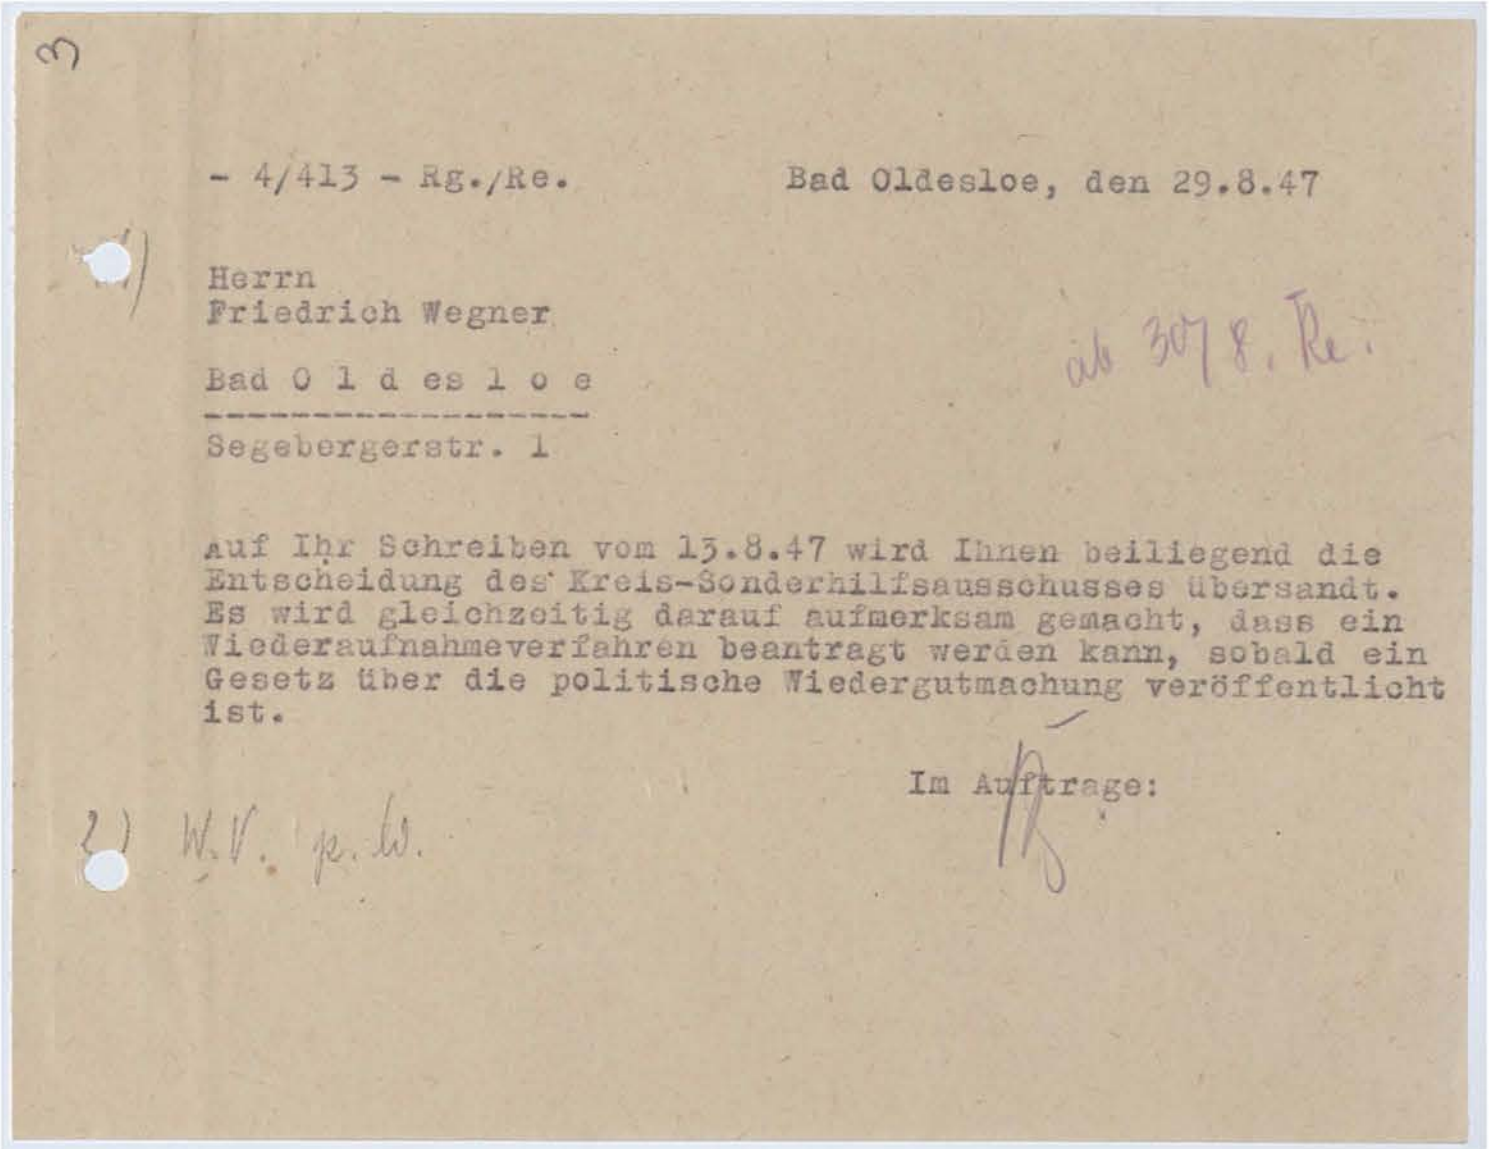 3
- 4/413 - Rg./Re. Bad Oldesloe, den 29.8.47
1)
Herrn
Friedrich Wegner
ab 30/8. Re.
Bad O l d es l o e
-------------------
Segebergerstr. 1
Auf Ihr Schreiben vom 13.8.47 wird Ihnen beiliegend die
Entscheidung des Kreis-Sonderhilfsausschusses übersandt.
Es wird gleichzeitig darauf aufmerksam gemacht, dass ein
Wiederaufnahmeverfahren beantragt werden kann, sobald ein
Gesetz über die politische Wiedergutmachung veröffentlicht
ist.
Im Auftrage:
2) W.V.